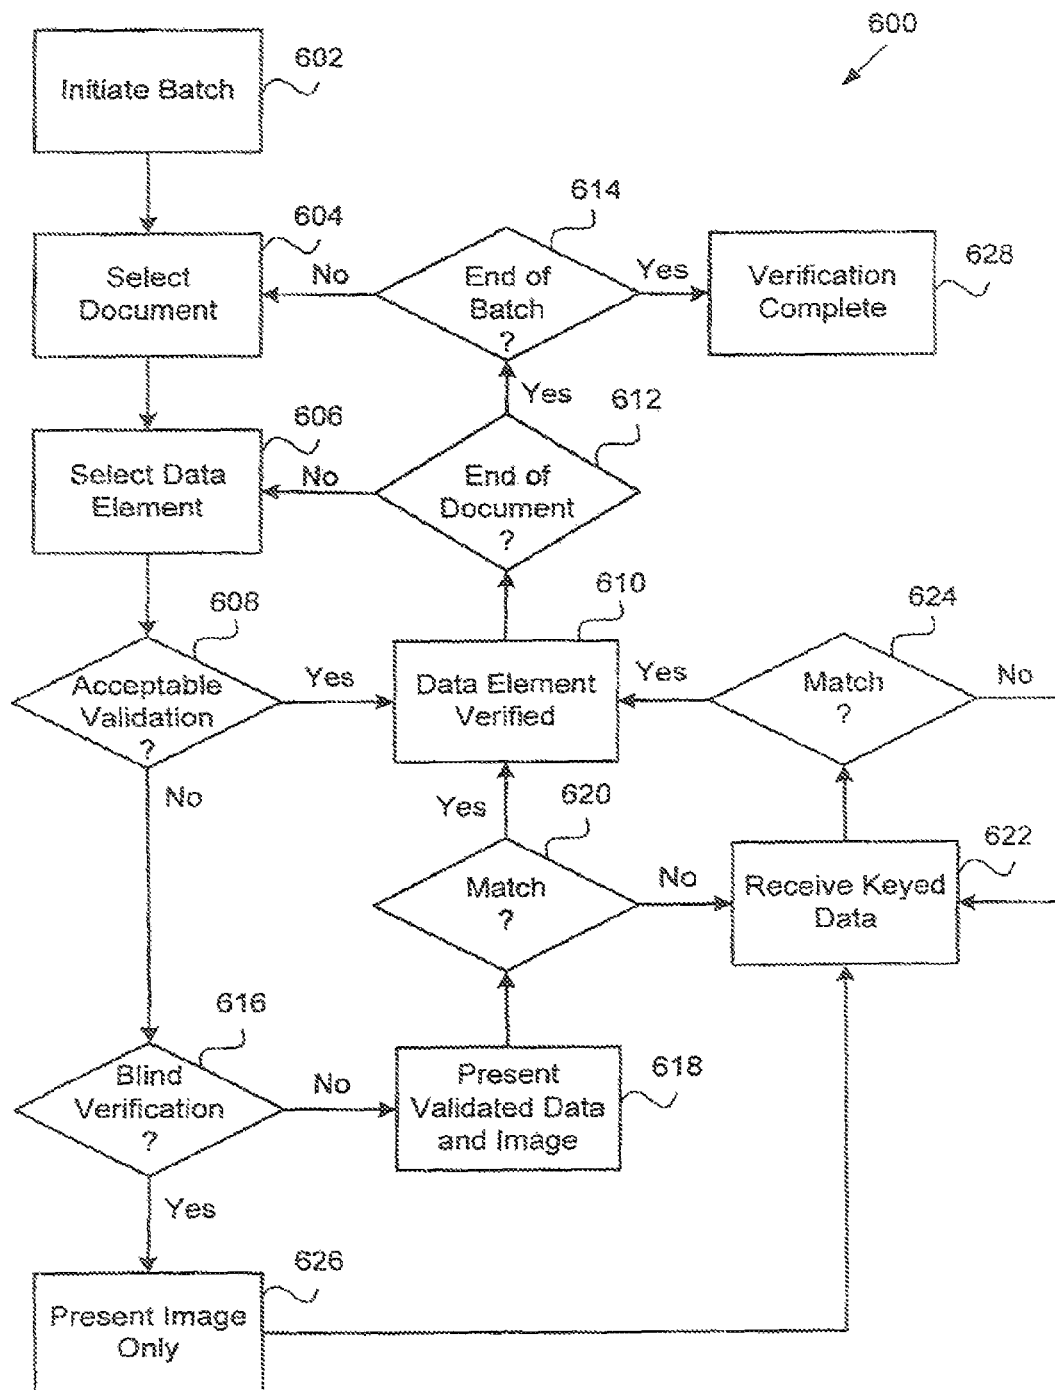 600
602
Initiate Batch
604
Select
Document
No
614
End of
Batch
?
Yes
Verification
Complete
628
Yes
606
Select Data
Element
No
612
End of
Document
?
608
Acceptable
Validation
?
Yes
No
610
Data Element
Verified
Yes
624
Match
?
No
Yes
620
Match
?
No
622
Receive Keyed
Data
616
Blind
Verification
?
No
Yes
618
Present
Validated Data
and Image
626
Present Image
Only